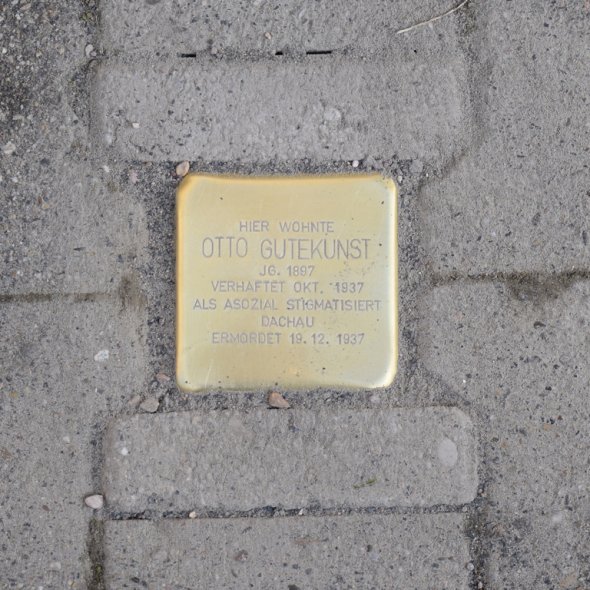 HIER WOHNTE
OTTO GUTEKUNST
JG. 1897
VERHAFTET OKT. 1937
ALS ASOZIAL STIGMATISIERT
DACHAU
ERMORDET 19.12. 1937